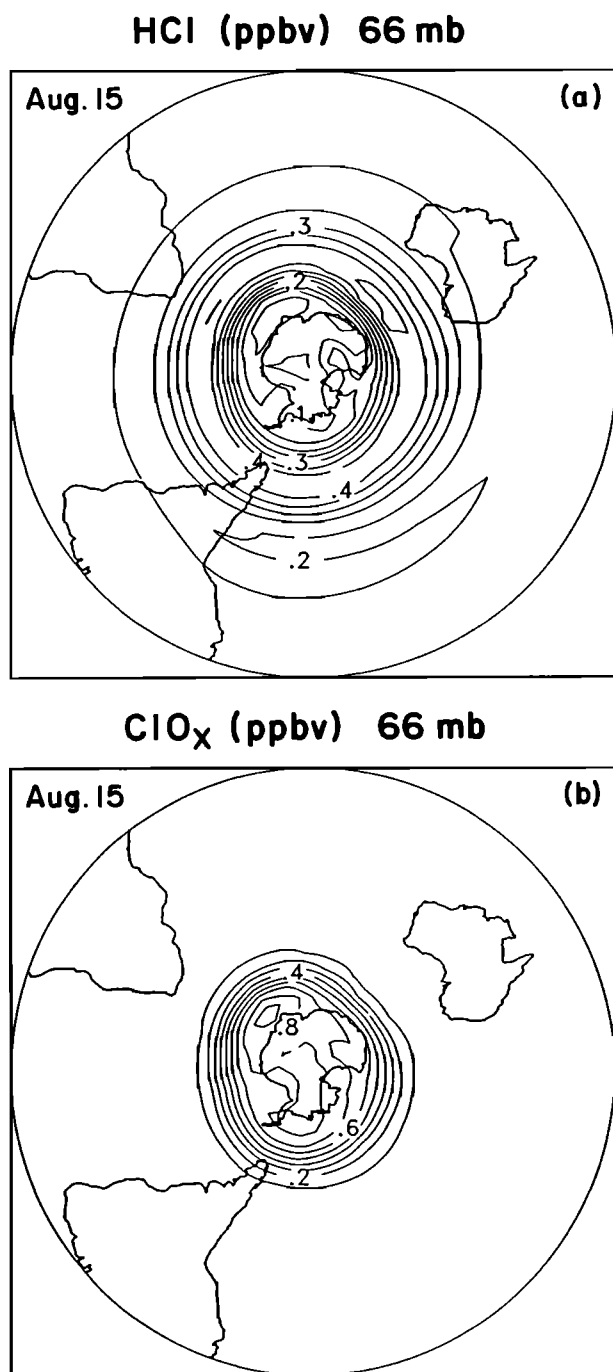 HCl (ppbv) 66 mb
Aug. 15 (a)
.3
.2
.1
.4 .3
.4
.2
ClOX (ppbv) 66 mb
Aug. 15 (b)
.4
.8
.6
.2